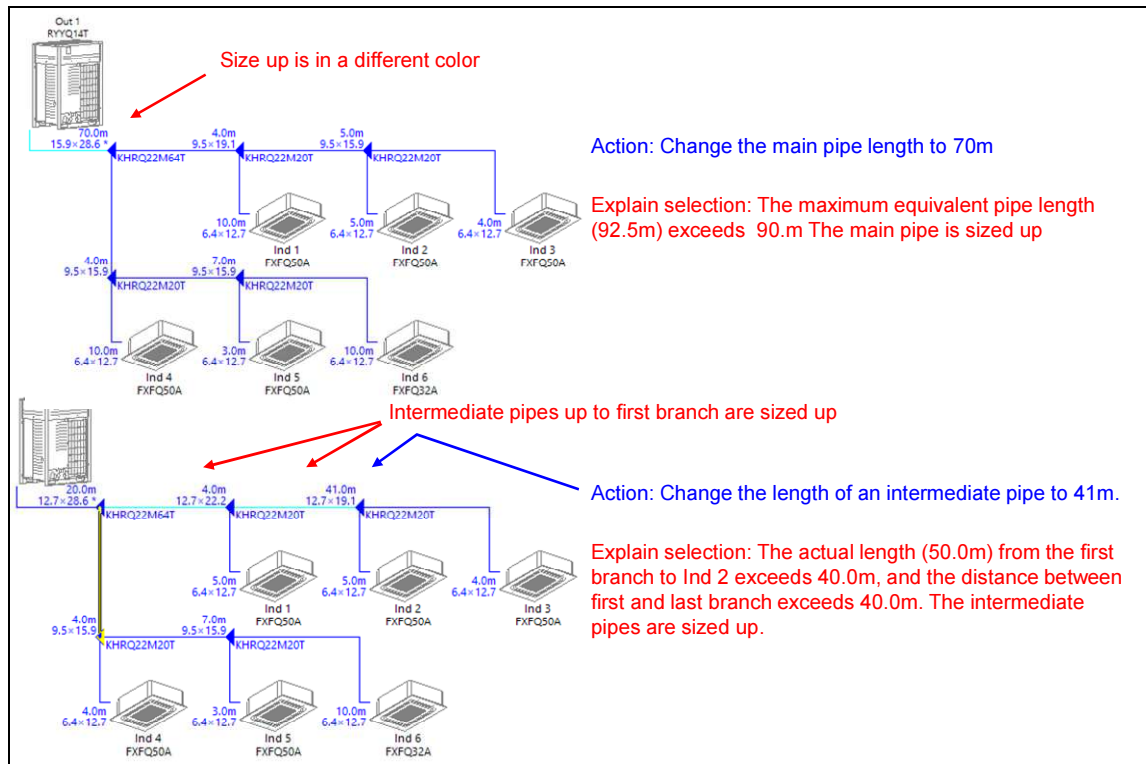 Out 1
RYYQ14T
Size up is in a different color
70.0m
15.9×28.6 *
KHRQ22M64T
4.0m
9.5×19.1
KHRQ22M20T
5.0m
9.5×15.9
KHRQ22M20T
Action: Change the main pipe length to 70m
Explain selection: The maximum equivalent pipe length
(92.5m) exceeds 90.m The main pipe is sized up
10.0m
6.4×12.7
Ind 1
FXFQ50A
5.0m
6.4×12.7
Ind 2
FXFQ50A
4.0m
6.4×12.7
Ind 3
FXFQ50A
4.0m
9.5×15.9
KHRQ22M20T
7.0m
9.5×15.9
KHRQ22M20T
10.0m
6.4×12.7
Ind 4
FXFQ50A
3.0m
6.4×12.7
Ind 5
FXFQ50A
10.0m
6.4×12.7
Ind 6
FXFQ32A
Intermediate pipes up to first branch are sized up
20.0m
12.7×28.6 *
KHRQ22M64T
4.0m
12.7×22.2
KHRQ22M20T
41.0m
12.7×19.1
KHRQ22M20T
Action: Change the length of an intermediate pipe to 41m.
Explain selection: The actual length (50.0m) from the first
branch to Ind 2 exceeds 40.0m, and the distance between
first and last branch exceeds 40.0m. The intermediate
pipes are sized up.
5.0m
6.4×12.7
Ind 1
FXFQ50A
5.0m
6.4×12.7
Ind 2
FXFQ50A
4.0m
6.4×12.7
Ind 3
FXFQ50A
4.0m
9.5×15.9
KHRQ22M20T
7.0m
9.5×15.9
KHRQ22M20T
4.0m
6.4×12.7
Ind 4
FXFQ50A
3.0m
6.4×12.7
Ind 5
FXFQ50A
10.0m
6.4×12.7
Ind 6
FXFQ32A